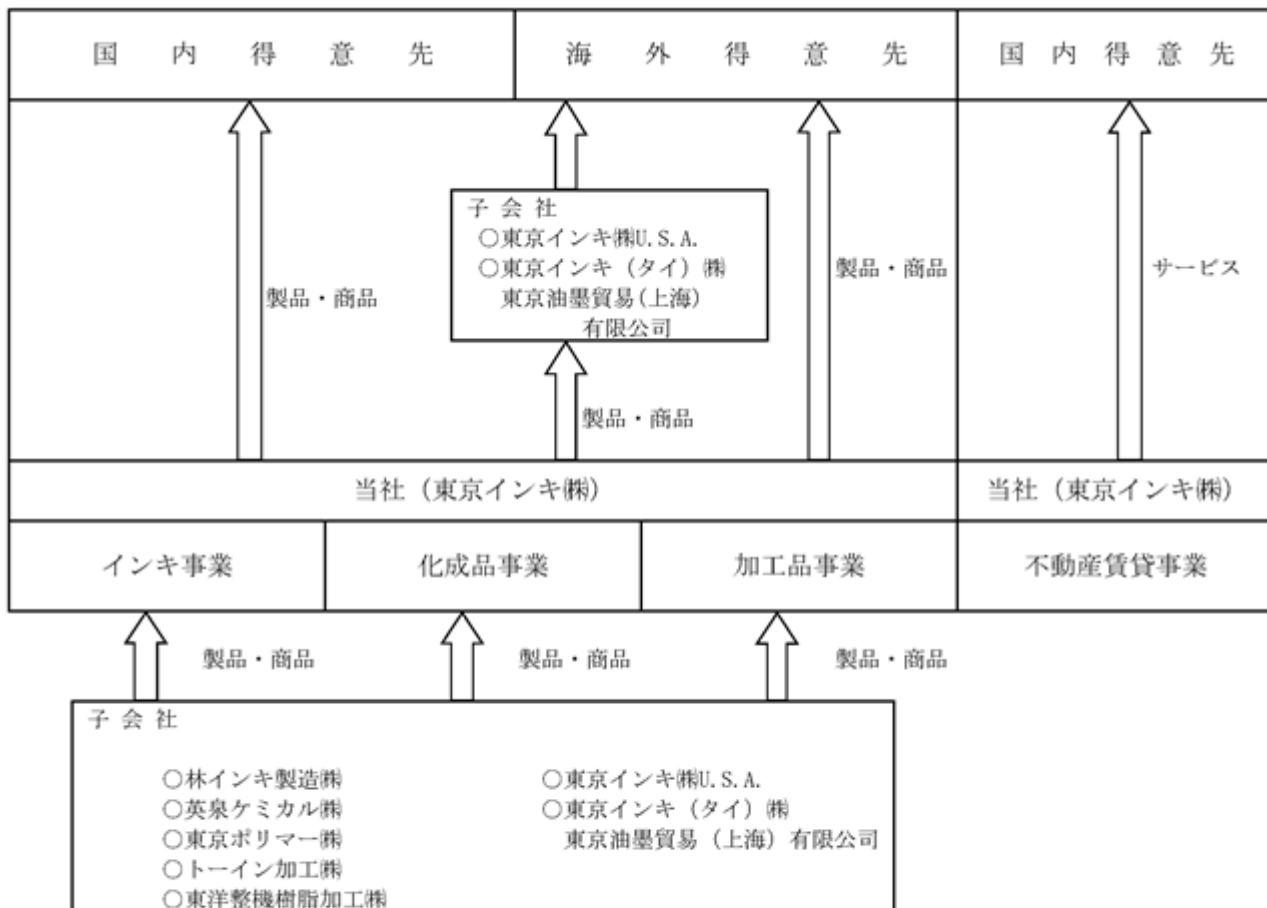 国内得意先
海外得意先
国内得意先
子会社
○東京インキ㈱U.S.A.
○東京インキ（タイ）㈱
東京油墨貿易(上海)
有限公司
製品・商品
製品・商品
サービス
製品・商品
当社（東京インキ㈱）
当社（東京インキ㈱）
インキ事業
化成品事業
加工品事業
不動産賃貸事業
製品・商品
製品・商品
製品・商品
子会社
○林インキ製造㈱
○英泉ケミカル㈱
○東京ポリマー㈱
○トーイン加工㈱
○東洋整機樹脂加工㈱
○東京インキ㈱U.S.A.
○東京インキ（タイ）㈱
東京油墨貿易（上海）有限公司